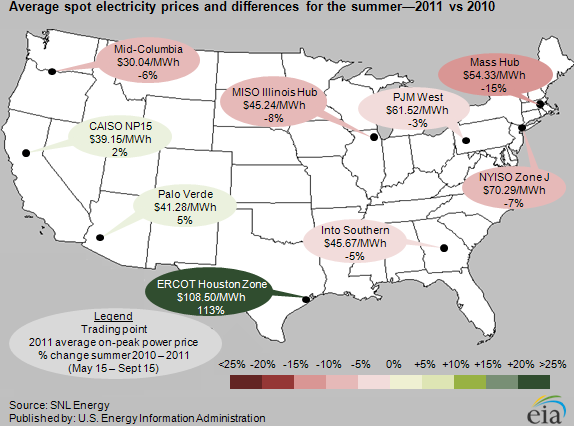 Average spot electricity prices and differences for the summer—2011 vs 2010
Mid-Columbia
$30.04/MWh
-6%
Mass Hub
$54.33/MWh
-15%
MISO Illinois Hub
$45.24/MWh
-8%
PJM West
$61.52/MWh
-3%
CAISO NP15
$39.15/MWh
2%
NYISO Zone J
$70.29/MWh
-7%
Palo Verde
$41.28/MWh
5%
Into Southern
$45.67/MWh
-5%
ERCOT Houston Zone
$108.50/MWh
113%
Legend
Trading point
2011 average on-peak power price
% change summer 2010 – 2011
(May 15 – Sept 15)
<25% -20% -15% -10% -5% 0% +5% +10% +15% +20% >25%
Source: SNL Energy
Published by: U.S. Energy Information Administration
eia